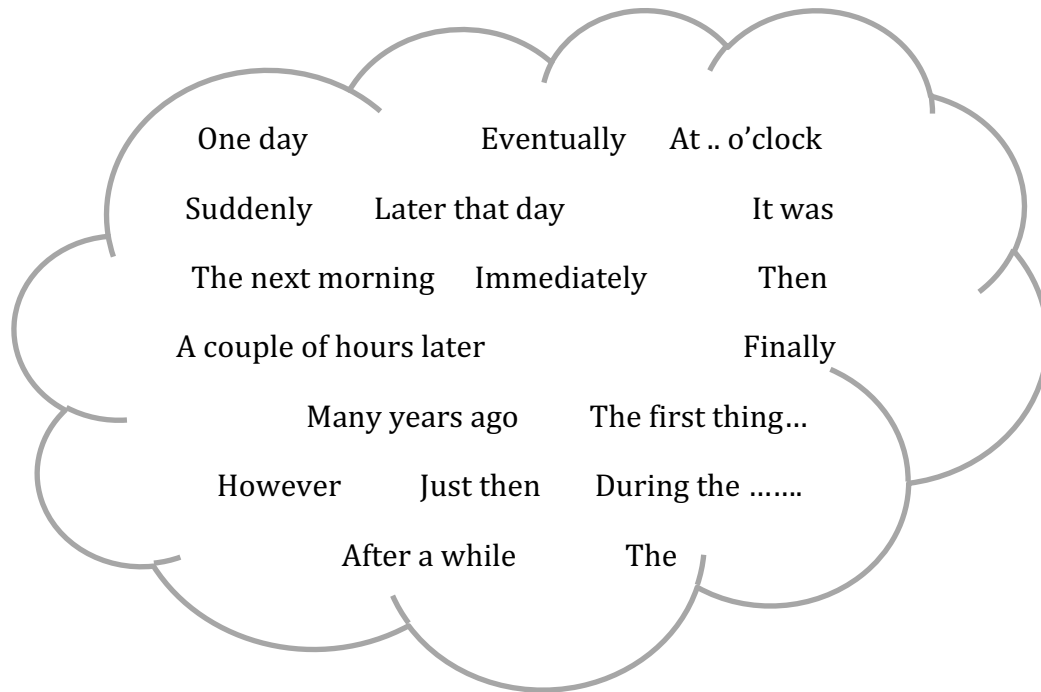 One day Eventually At .. o’clock
Suddenly Later that day It was
The next morning Immediately Then
A couple of hours later Finally
Many years ago The first thing…
However Just then During the …….
After a while The